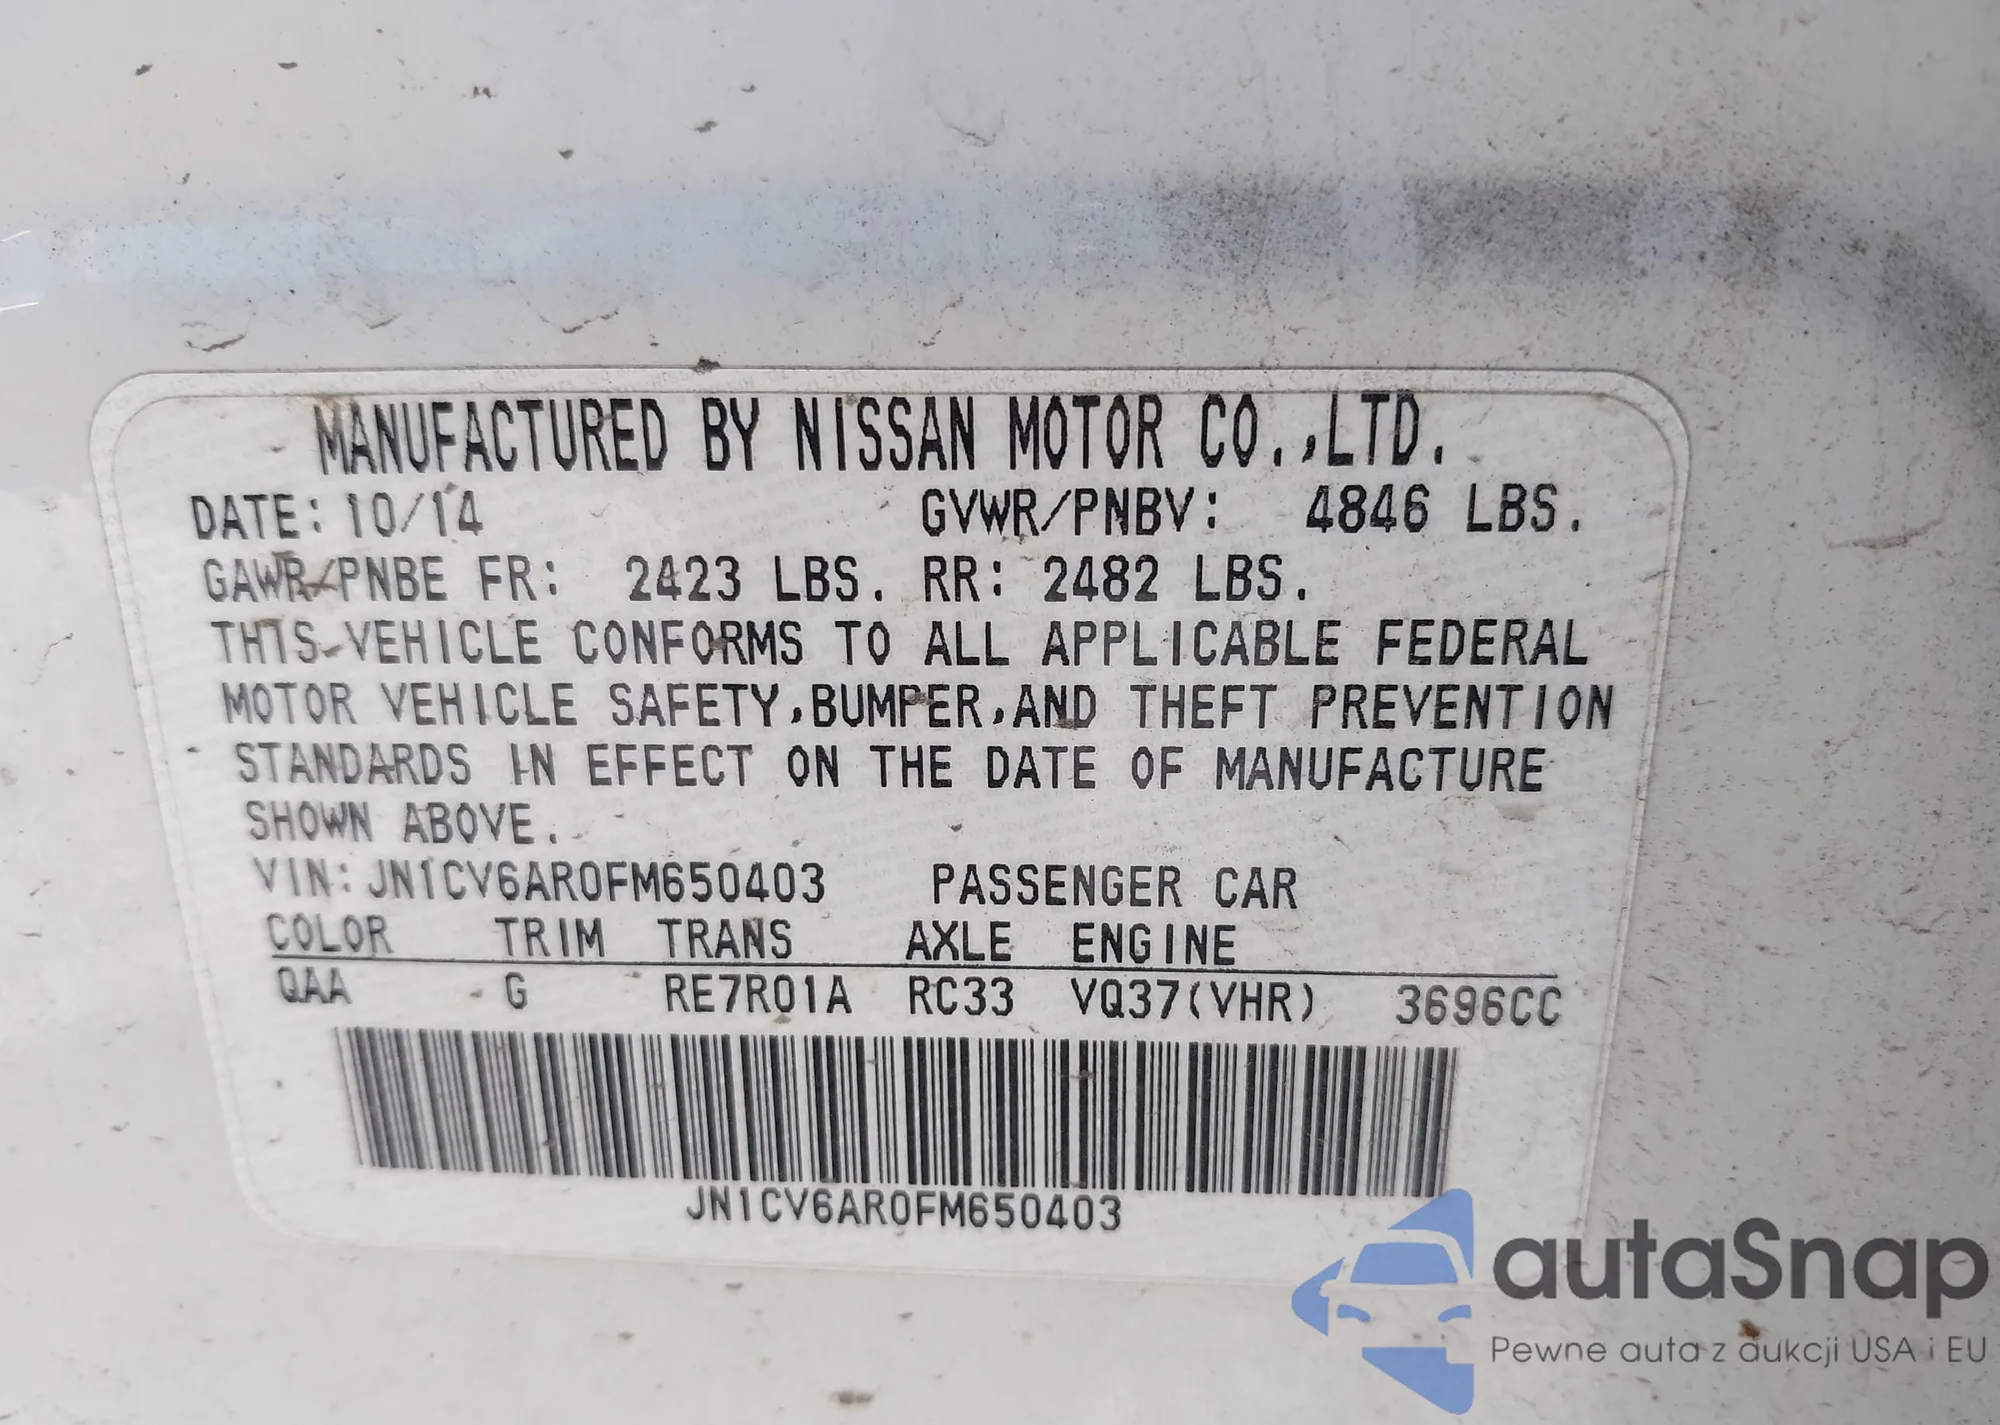 MANUFACTURED BY NISSAN MOTOR CO.,LTD.
DATE: 10/14 GVWR/PNBV: 4846 LBS.
GAWR/PNBE FR: 2423 LBS. RR: 2482 LBS.
THIS VEHICLE CONFORMS TO ALL APPLICABLE FEDERAL
MOTOR VEHICLE SAFETY,BUMPER,AND THEFT PREVENTION
STANDARDS IN EFFECT ON THE DATE OF MANUFACTURE
SHOWN ABOVE.
VIN: JN1CV6AR0FM650403 PASSENGER CAR
COLOR TRIM TRANS AXLE ENGINE
QAA G RE7R01A RC33 VQ37(VHR) 3696CC
JN1CV6AR0FM650403
autaSnap
Pewne auta z aukcji USA i EU